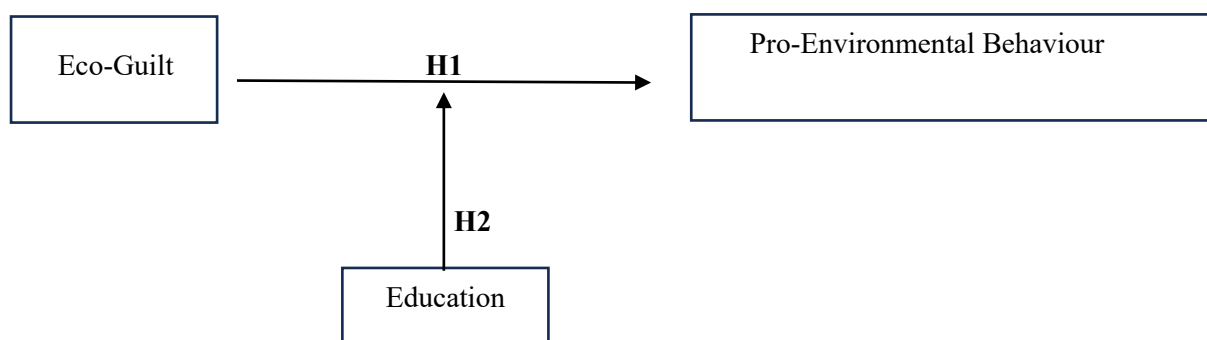 Eco-Guilt
H1
Pro-Environmental Behaviour
H2
Education